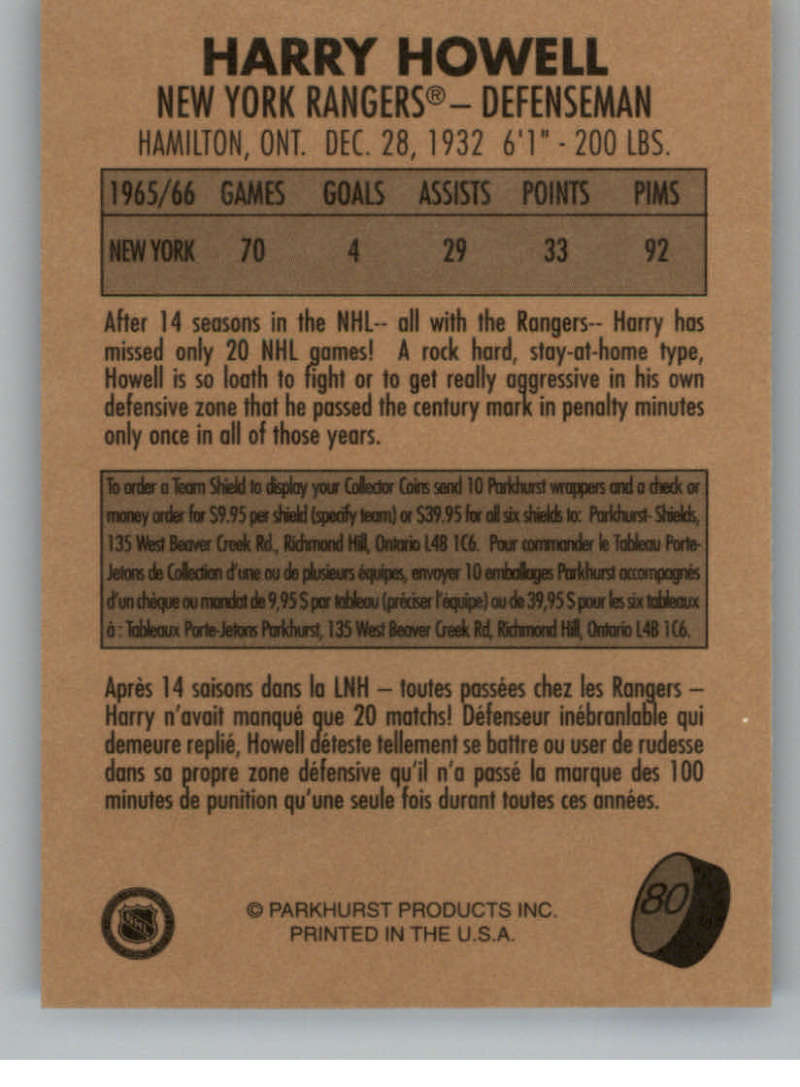 HARRY HOWELL
NEW YORK RANGERS® – DEFENSEMAN
HAMILTON, ONT. DEC. 28, 1932 6'1" - 200 LBS.
1965/66 GAMES GOALS ASSISTS POINTS PIMS
NEW YORK 70 4 29 33 92
After 14 seasons in the NHL-- all with the Rangers-- Harry has
missed only 20 NHL games! A rock hard, stay-at-home type,
Howell is so loath to fight or to get really aggressive in his own
defensive zone that he passed the century mark in penalty minutes
only once in all of those years.
To order a Team Shield to display your Collector Coins send 10 Parkhurst wrappers and a check or
money order for $9.95 per shield (specify team) or $39.95 for all six shields to: Parkhurst- Shields,
135 West Beaver Creek Rd., Richmond Hill, Ontario L4B 1C6. Pour commander le Tableau Porte-
Jetons de Collection d'une ou de plusieurs équipes, envoyer 10 emballages Parkhurst accompagnés
d'un chèque ou mandat de 9,95 $ par tableau (préciser l'équipe) ou de 39,95 $ pour les six tableaux
à : Tableaux Porte-Jetons Parkhurst, 135 West Beaver Creek Rd, Richmond Hill, Ontario L4B 1C6.
Après 14 saisons dans la LNH – toutes passées chez les Rangers –
Harry n'avait manqué que 20 matchs! Défenseur inébranlable qui
demeure replié, Howell déteste tellement se battre ou user de rudesse
dans sa propre zone défensive qu'il n'a passé la marque des 100
minutes de punition qu'une seule fois durant toutes ces années.
80
NHL
© PARKHURST PRODUCTS INC.
PRINTED IN THE U.S.A.